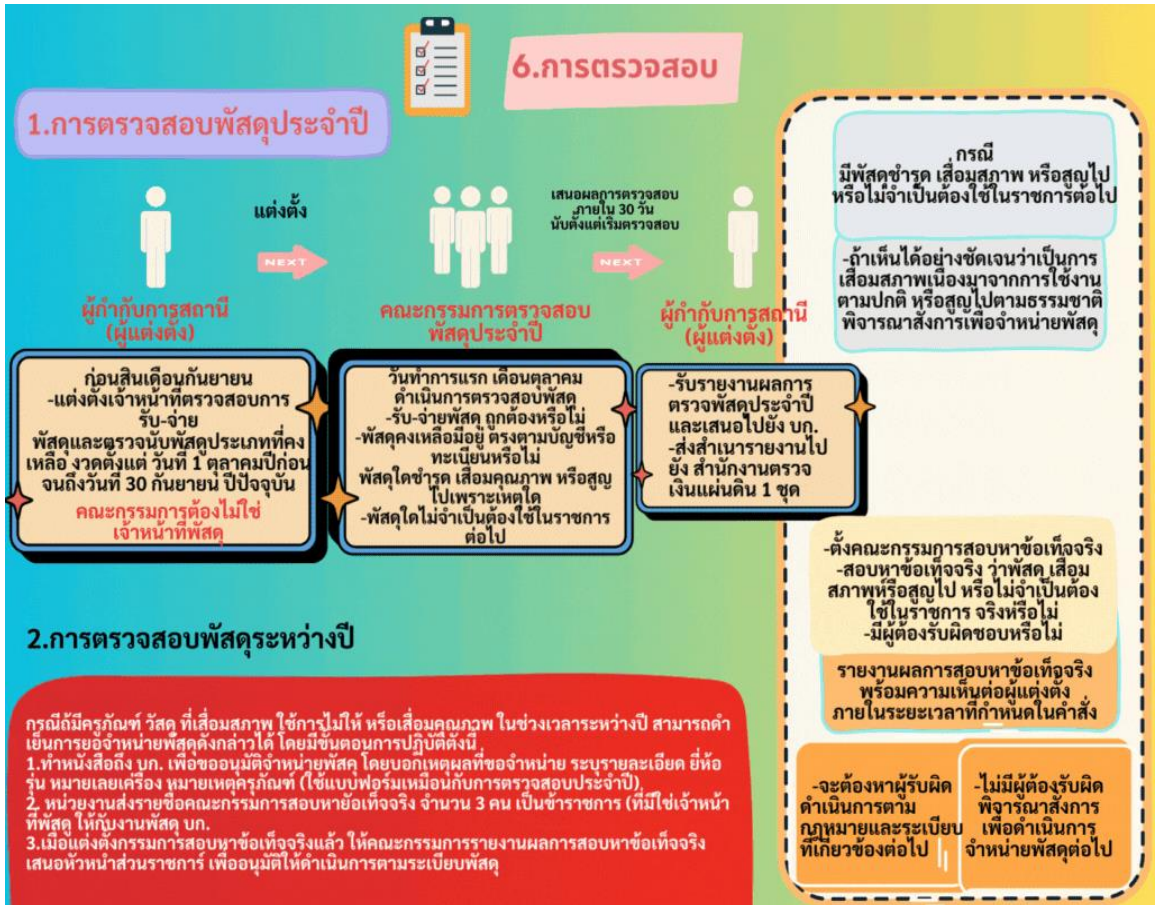 6.การตรวจสอบ
1.การตรวจสอบพัสดุประจำปี
แต่งตั้ง
NEXT
เสนอผลการตรวจสอบ
ภายใน 30 วัน
นับตั้งแต่เริ่มตรวจสอบ
NEXT
ผู้กำกับการสถานี
(ผู้แต่งตั้ง)
คณะกรรมการตรวจสอบ
พัสดุประจำปี
ผู้กำกับการสถานี
(ผู้แต่งตั้ง)
ก่อนสิ้นเดือนกันยายน
-แต่งตั้งเจ้าหน้าที่ตรวจสอบการ
รับ-จ่าย
พัสดุและตรวจนับพัสดุประเภทที่คง
เหลือ งวดตั้งแต่ วันที่ 1 ตุลาคมปีก่อน
จนถึงวันที่ 30 กันยายน ปีปัจจุบัน
คณะกรรมการต้องไม่ใช่
เจ้าหน้าที่พัสดุ
วันทำการแรก เดือนตุลาคม
ดำเนินการตรวจสอบพัสดุ
-รับ-จ่ายพัสดุ ถูกต้องหรือไม่
-พัสดุคงเหลือมีอยู่ ตรงตามบัญชีหรือ
ทะเบียนหรือไม่
พัสดุใดชำรุด เสื่อมคุณภาพ หรือสูญ
ไปเพราะเหตุใด
-พัสดุใดไม่จำเป็นต้องใช้ในราชการ
ต่อไป
-รับรายงานผลการ
ตรวจพัสดุประจำปี
และเสนอไปยัง บก.
-ส่งสำเนารายงานไป
ยัง สำนักงานตรวจ
เงินแผ่นดิน 1 ชุด
กรณี
มีพัสดุชำรุด เสื่อมสภาพ หรือสูญไป
หรือไม่จำเป็นต้องใช้ในราชการต่อไป
-ถ้าเห็นได้อย่างชัดเจนว่าเป็นการ
เสื่อมสภาพเนื่องมาจากการใช้งาน
ตามปกติ หรือสูญไปตามธรรมชาติ
พิจารณาสั่งการเพื่อจำหน่ายพัสดุ
-ตั้งคณะกรรมการสอบหาข้อเท็จจริง
-สอบหาข้อเท็จจริง ว่าพัสดุ เสื่อม
สภาพหรือสูญไป หรือไม่จำเป็นต้อง
ใช้ในราชการ จริงหรือไม่
-มีผู้ต้องรับผิดชอบหรือไม่
รายงานผลการสอบหาข้อเท็จจริง
พร้อมความเห็นต่อผู้แต่งตั้ง
ภายในระยะเวลาที่กำหนดในคำสั่ง
-จะต้องหาผู้รับผิด
ดำเนินการตาม
กฎหมายและระเบียบ
ที่เกี่ยวข้องต่อไป
-ไม่มีผู้ต้องรับผิด
พิจารณาสั่งการ
เพื่อดำเนินการ
จำหน่ายพัสดุต่อไป
2.การตรวจสอบพัสดุระหว่างปี
กรณีถ้มีครุภัณฑ์ วัสดุ ที่เสื่อมสภาพ ใช้การไม่ให้ หรือเสื่อมคุณภาพ ในช่วงเวลาระหว่างปี สามารถดำ
เย็นการยอจำหน่ายพัสดุดังกล่าวได้ โดยมีขั้นตอนการปฏิบัติดังนี้
1.ทำหนังสือถึง บก. เพื่อขออนุมัติจำหน่ายพัสดุ โดยบอกเหตุผลที่ขอจำหน่าย ระบุรายละเอียด ยี่ห้อ
รุ่น หมายเลยเครื่อง หมายเหตุครุภัณฑ์ (ใช้แบบฟอร์มเหมือนกับการตรวจสอบประจำปี)
2. หน่วยงานส่งรายชื่อคณะกรรมการสอบหายัอเท็จจริง จำนวน 3 คน เป็นข้าราชการ (ที่มิใช่เจ้าหน้า
ที่พัสดุ ให้กับงานพัสดุ บก.
3.เมื่อแต่งตั้งกรรมการสอบหาข้อเท็จจริงแล้ว ให้คณะกรรมการรายงานผลการสอบหาข้อเท็จจริง
เสนอหัวหน้าส่วนราชการ์ เพื่ออนุมัติให้ดำเนินการตามระเบียบพัสดุ